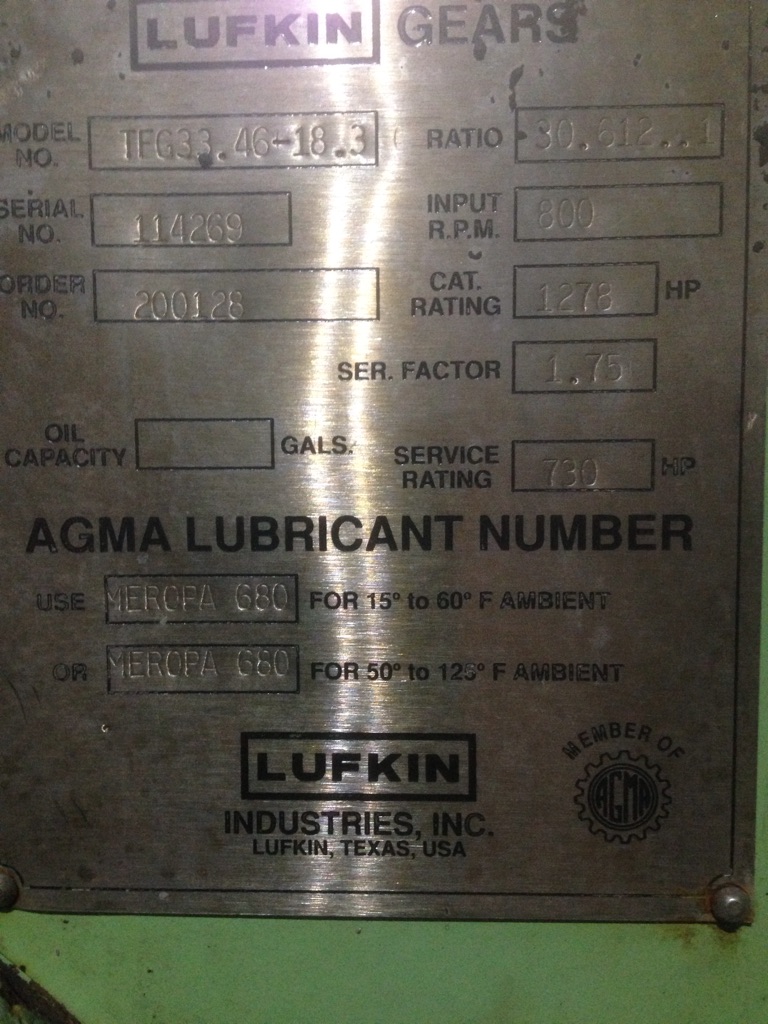 LUFKIN GEARS
MODEL NO. TFG33.46-18.3 RATIO 30.612..1
SERIAL NO. 114269 INPUT R.P.M. 800
ORDER NO. 200128 CAT. RATING 1278 HP
SER. FACTOR 1.75
OIL CAPACITY GALS. SERVICE RATING 730 HP
AGMA LUBRICANT NUMBER
USE MEROPA 680 FOR 15° to 60° F AMBIENT
OR MEROPA 680 FOR 50° to 125° F AMBIENT
LUFKIN
INDUSTRIES, INC.
LUFKIN, TEXAS, USA
MEMBER OF
AGMA